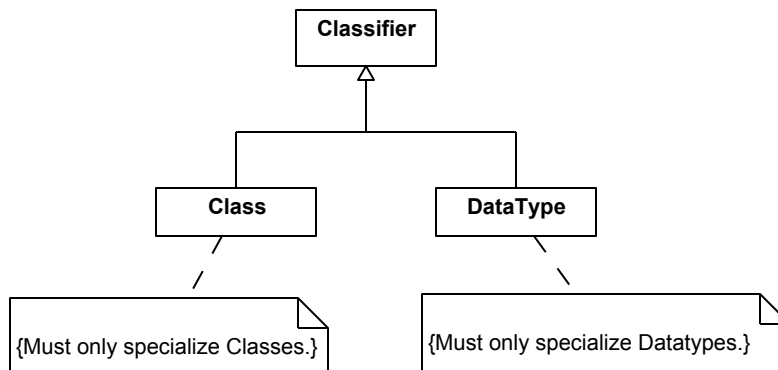 Classifier
Class
DataType
{Must only specialize Classes.}
{Must only specialize Datatypes.}